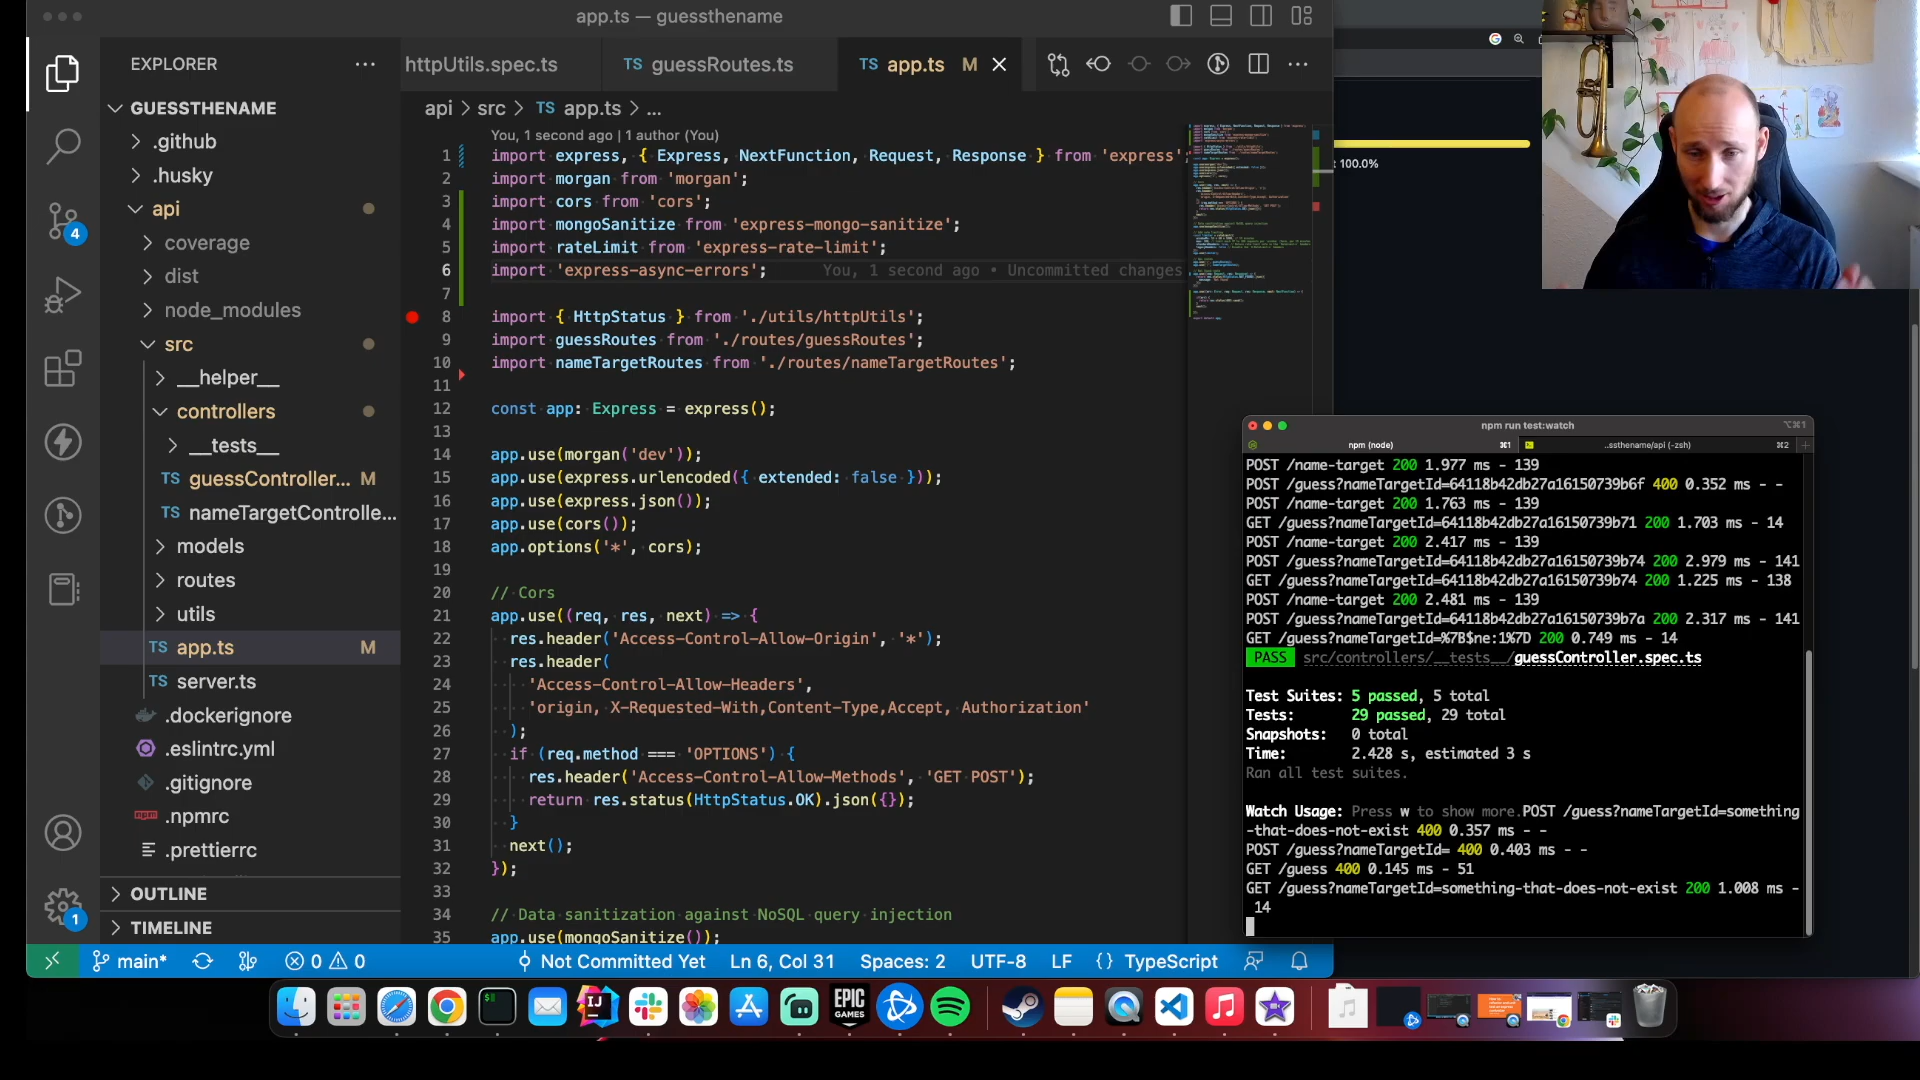 app.ts — guessthename
EXPLORER
GUESSTHENAME
.github
.husky
api
coverage
dist
node_modules
src
__helper__
controllers
__tests__
TS guessController... M
TS nameTargetControlle...
models
routes
utils
TS app.ts M
TS server.ts
.dockerignore
.eslintrc.yml
.gitignore
.npmrc
.prettierrc
OUTLINE
TIMELINE
4
1
httpUtils.spec.ts
TS guessRoutes.ts
TS app.ts M
api > src > TS app.ts > ...
You, 1 second ago | 1 author (You)
1 import express, { Express, NextFunction, Request, Response } from 'express';
2 import morgan from 'morgan';
3 import cors from 'cors';
4 import mongoSanitize from 'express-mongo-sanitize';
5 import rateLimit from 'express-rate-limit';
6 import 'express-async-errors'; You, 1 second ago • Uncommitted changes
7
8 import { HttpStatus } from './utils/httpUtils';
9 import guessRoutes from './routes/guessRoutes';
10 import nameTargetRoutes from './routes/nameTargetRoutes';
11
12 const app: Express = express();
13
14 app.use(morgan('dev'));
15 app.use(express.urlencoded({ extended: false }));
16 app.use(express.json());
17 app.use(cors());
18 app.options('*', cors);
19
20 // Cors
21 app.use((req, res, next) => {
22 res.header('Access-Control-Allow-Origin', '*');
23 res.header(
24 'Access-Control-Allow-Headers',
25 'origin, X-Requested-With,Content-Type,Accept, Authorization'
26 );
27 if (req.method === 'OPTIONS') {
28 res.header('Access-Control-Allow-Methods', 'GET POST');
29 return res.status(HttpStatus.OK).json({});
30 }
31 next();
32 });
33
34 // Data sanitization against NoSQL query injection
35 app.use(mongoSanitize());
main* 0 0 Not Committed Yet Ln 6, Col 31 Spaces: 2 UTF-8 LF {} TypeScript
100.0%
npm run test:watch ⌥⌘1
npm (node) ⌘1 ..ssthename/api (-zsh) ⌘2
POST /name-target 200 1.977 ms - 139
POST /guess?nameTargetId=64118b42db27a16150739b6f 400 0.352 ms - -
POST /name-target 200 1.763 ms - 139
GET /guess?nameTargetId=64118b42db27a16150739b71 200 1.703 ms - 14
POST /name-target 200 2.417 ms - 139
POST /guess?nameTargetId=64118b42db27a16150739b74 200 2.979 ms - 141
GET /guess?nameTargetId=64118b42db27a16150739b74 200 1.225 ms - 138
POST /name-target 200 2.481 ms - 139
POST /guess?nameTargetId=64118b42db27a16150739b7a 200 2.317 ms - 141
GET /guess?nameTargetId=%7B$ne:1%7D 200 0.749 ms - 14
PASS src/controllers/__tests__/guessController.spec.ts
Test Suites: 5 passed, 5 total
Tests: 29 passed, 29 total
Snapshots: 0 total
Time: 2.428 s, estimated 3 s
Ran all test suites.
Watch Usage: Press w to show more.POST /guess?nameTargetId=something
-that-does-not-exist 400 0.357 ms - -
POST /guess?nameTargetId= 400 0.403 ms - -
GET /guess 400 0.145 ms - 51
GET /guess?nameTargetId=something-that-does-not-exist 200 1.008 ms -
14
EPIC
GAMES